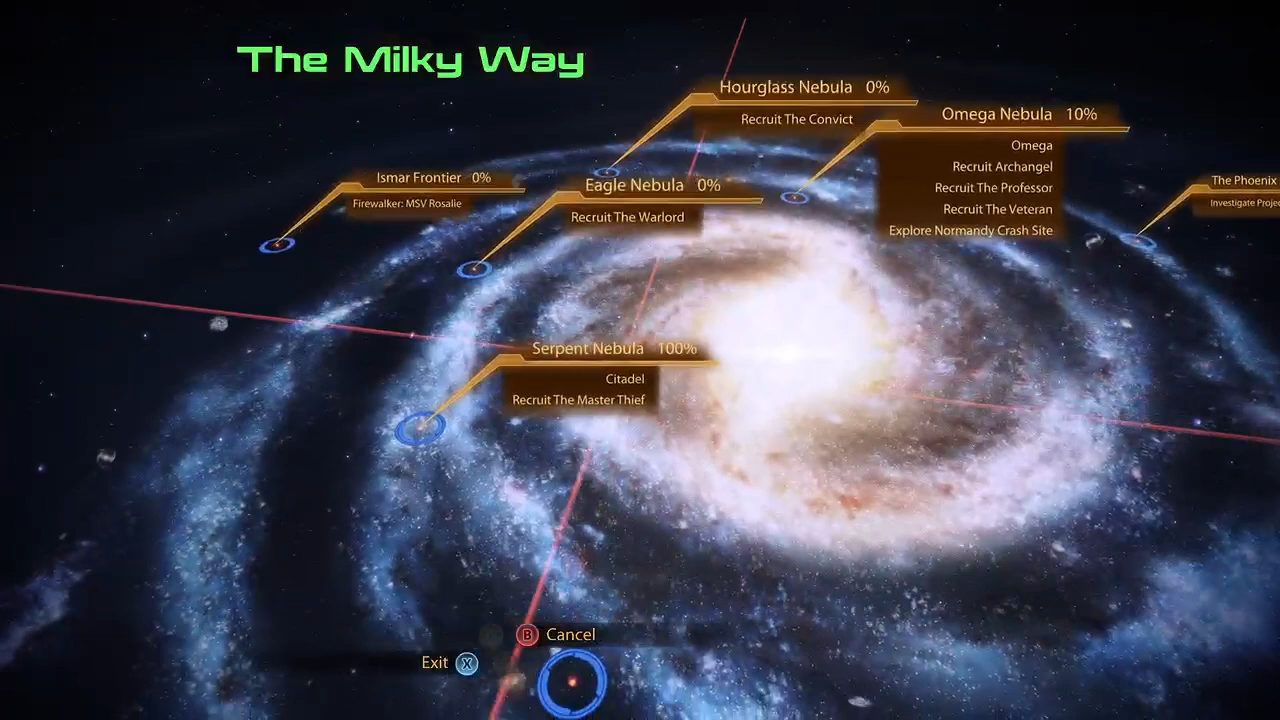 The Milky Way
Hourglass Nebula 0%
Recruit The Convict
Omega Nebula 10%
Omega
Recruit Archangel
Recruit The Professor
Recruit The Veteran
Explore Normandy Crash Site
Ismar Frontier 0%
Firewalker: MSV Rosalie
Eagle Nebula 0%
Recruit The Warlord
The Phoenix
Investigate Projec
Serpent Nebula 100%
Citadel
Recruit The Master Thief
B Cancel
Exit X